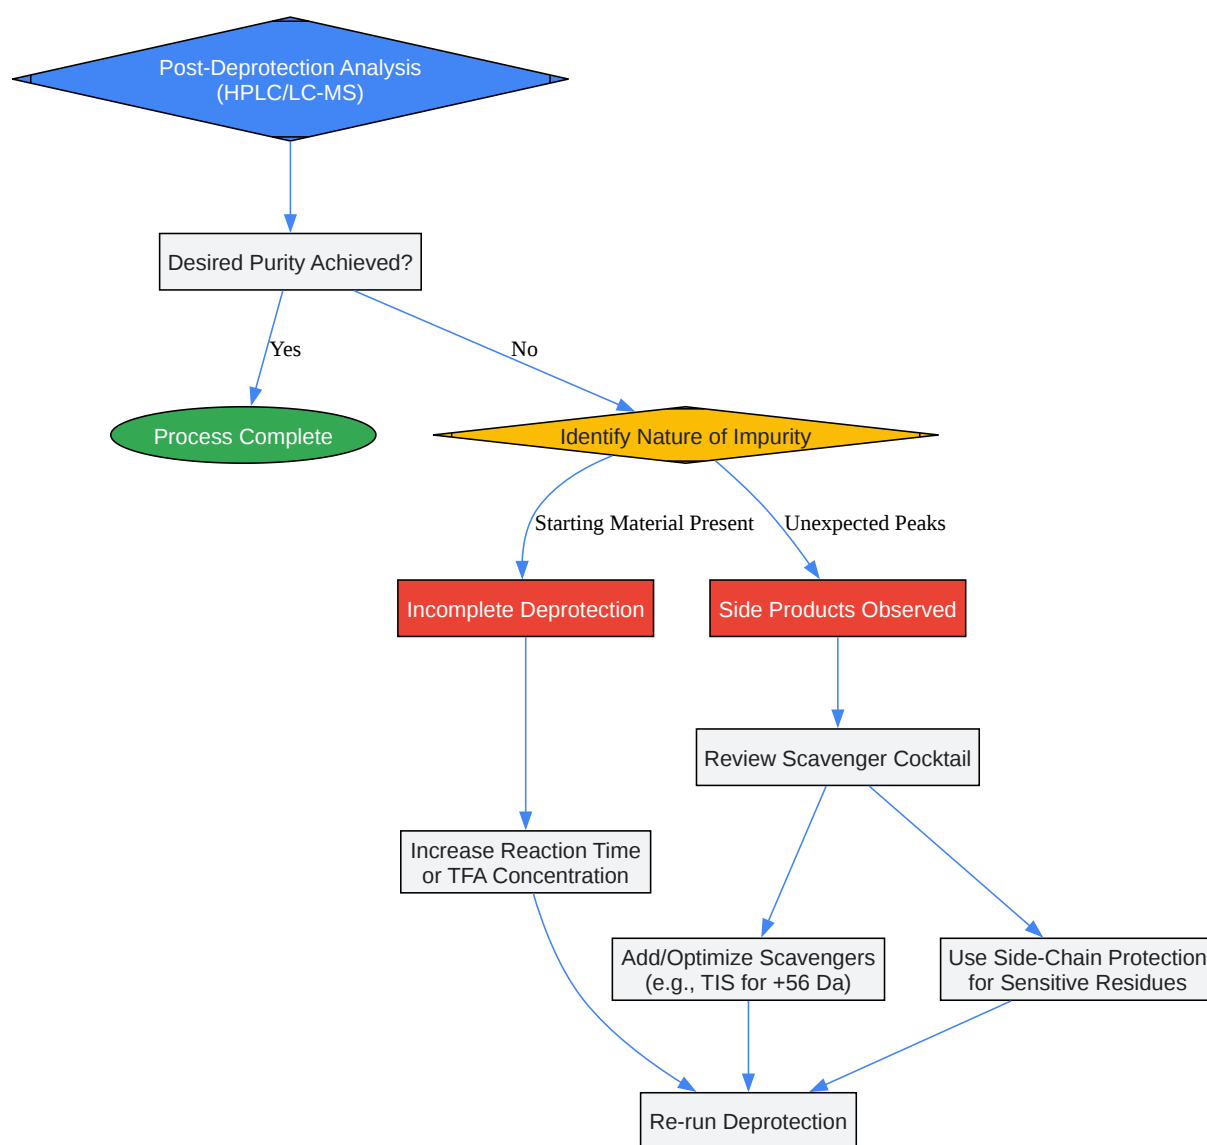 Post-Deprotection Analysis
(HPLC/LC-MS)
Desired Purity Achieved?
Yes
No
Process Complete
Identify Nature of Impurity
Starting Material Present
Unexpected Peaks
Incomplete Deprotection
Side Products Observed
Review Scavenger Cocktail
Increase Reaction Time
or TFA Concentration
Add/Optimize Scavengers
(e.g., TIS for +56 Da)
Use Side-Chain Protection
for Sensitive Residues
Re-run Deprotection